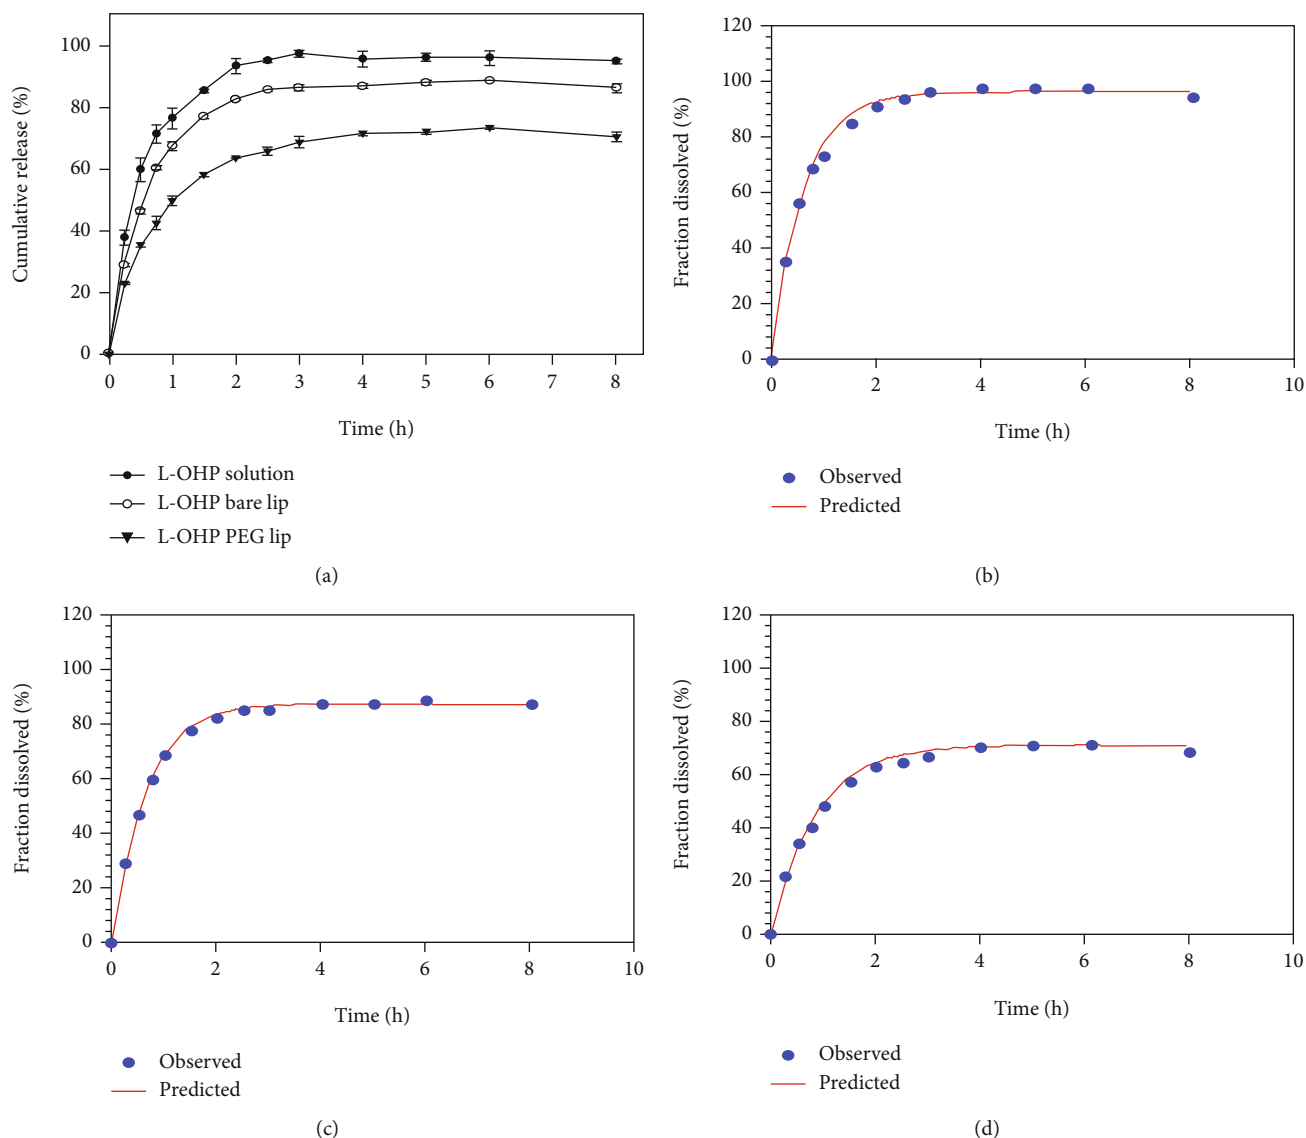 100
80
60
40
20
0
Cumulative release (%)
0 1 2 3 4 5 6 7 8
Time (h)
L-OHP solution
L-OHP bare lip
L-OHP PEG lip
(a)
120
100
80
60
40
20
0
Fraction dissolved (%)
0 2 4 6 8 10
Time (h)
Observed
Predicted
(b)
120
100
80
60
40
20
0
Fraction dissolved (%)
0 2 4 6 8 10
Time (h)
Observed
Predicted
(c)
120
100
80
60
40
20
0
Fraction dissolved (%)
0 2 4 6 8 10
Time (h)
Observed
Predicted
(d)